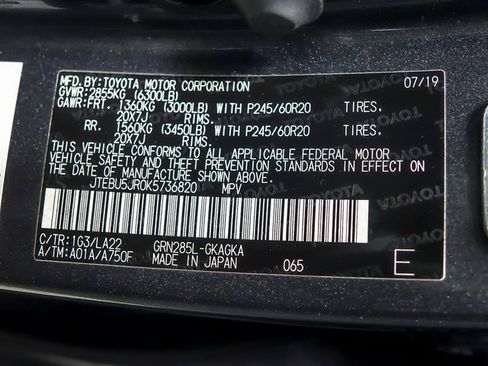 MFD. BY: TOYOTA MOTOR CORPORATION 07/19
GVWR: 2855KG (6300LB)
GAWR: FRT. 1360KG (3000LB) WITH P245/60R20 TIRES,
20X7J RIMS.
RR. 1560KG (3450LB) WITH P245/60R20 TIRES,
20X7J RIMS.
THIS VEHICLE CONFORMS TO ALL APPLICABLE FEDERAL MOTOR
VEHICLE SAFETY AND THEFT PREVENTION STANDARDS IN EFFECT ON
THE DATE OF MANUFACTURE SHOWN ABOVE.
JTEBU5JR0K5736820 MPV
C/TR: 1G3/LA22 GRN285L-GKAGKA
A/TM: A01A/A750F MADE IN JAPAN 065 E